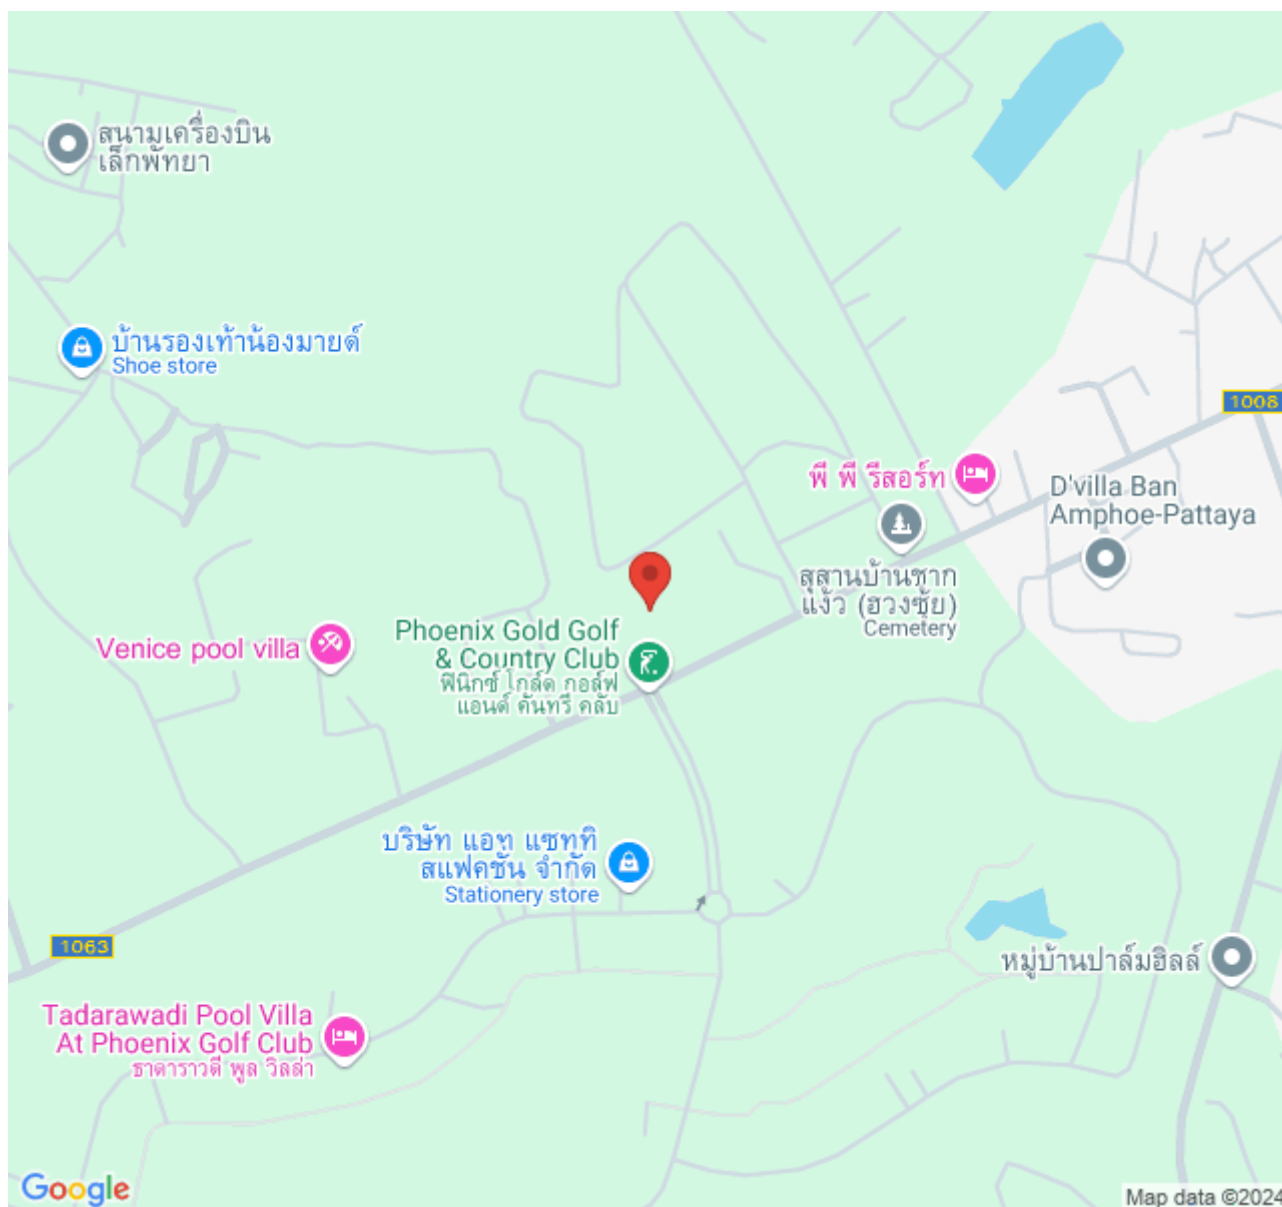 สนามเครื่องบิน
เล็กพัทยา
บ้านรองเท้าน้องมายด์
Shoe store
1008
พี พี รีสอร์ท
D'villa Ban
Amphoe-Pattaya
สุสานบ้านซาก
แง้ว (ฮวงซุ้ย)
Cemetery
Phoenix Gold Golf
& Country Club
ฟีนิกซ์ โกล์ด กอล์ฟ
แอนด์ คันทรี คลับ
Venice pool villa
บริษัท แอท แซทที
สแฟคชั่น จำกัด
Stationery store
1063
หมู่บ้านปาล์มฮิลล์
Tadarawadi Pool Villa
At Phoenix Golf Club
ธาดาราวดี พูล วิลล่า
Google
Map data ©2024